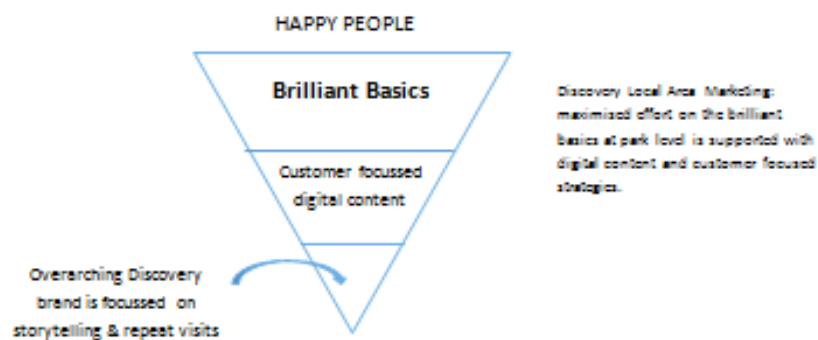 HAPPY PEOPLE
Brilliant Basics
Customer focussed
digital content
Discovery Local Area Marketing:
maximised effort on the brilliant
basics at park level is supported with
digital content and customer focused
strategies.
Overarching Discovery
brand is focussed on
storytelling & repeat visits